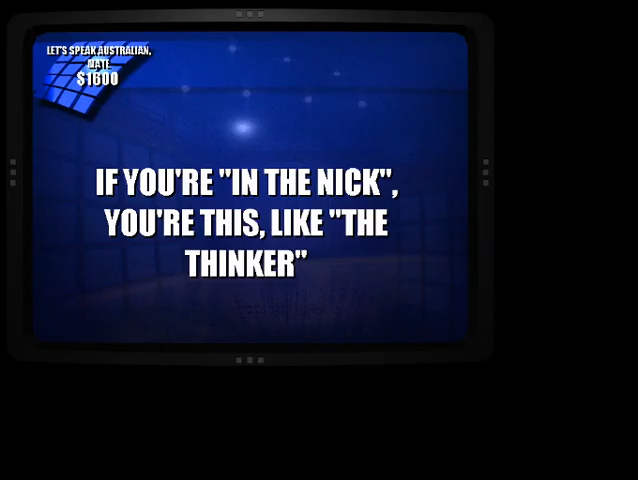 LET'S SPEAK AUSTRALIAN,
MATE
$1600
IF YOU'RE "IN THE NICK",
YOU'RE THIS, LIKE "THE
THINKER"